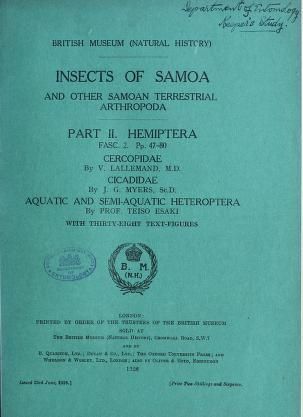 Department of Entomology
Keeper's Study.
BRITISH MUSEUM (NATURAL HISTORY)
INSECTS OF SAMOA
AND OTHER SAMOAN TERRESTRIAL
ARTHROPODA
PART II. HEMIPTERA
FASC. 2. Pp. 47-80
CERCOPIDAE
By V. LALLEMAND, M.D.
CICADIDAE
By J. G. MYERS, Sc.D.
AQUATIC AND SEMI-AQUATIC HETEROPTERA
By PROF. TEISO ESAKI
WITH THIRTY-EIGHT TEXT-FIGURES
B. M.
(N.H.)
LONDON:
PRINTED BY ORDER OF THE TRUSTEES OF THE BRITISH MUSEUM
SOLD AT
THE BRITISH MUSEUM (NATURAL HISTORY), CROMWELL ROAD, S.W.7
AND BY
B. QUARITCH, LTD.; DULAU & CO., LTD.; THE OXFORD UNIVERSITY PRESS; AND
WHELDON & WESLEY, LTD., LONDON; ALSO BY OLIVER & BOYD, EDINBURGH
1928
Issued 23rd June, 1928.]
[Price Two Shillings and Sixpence.